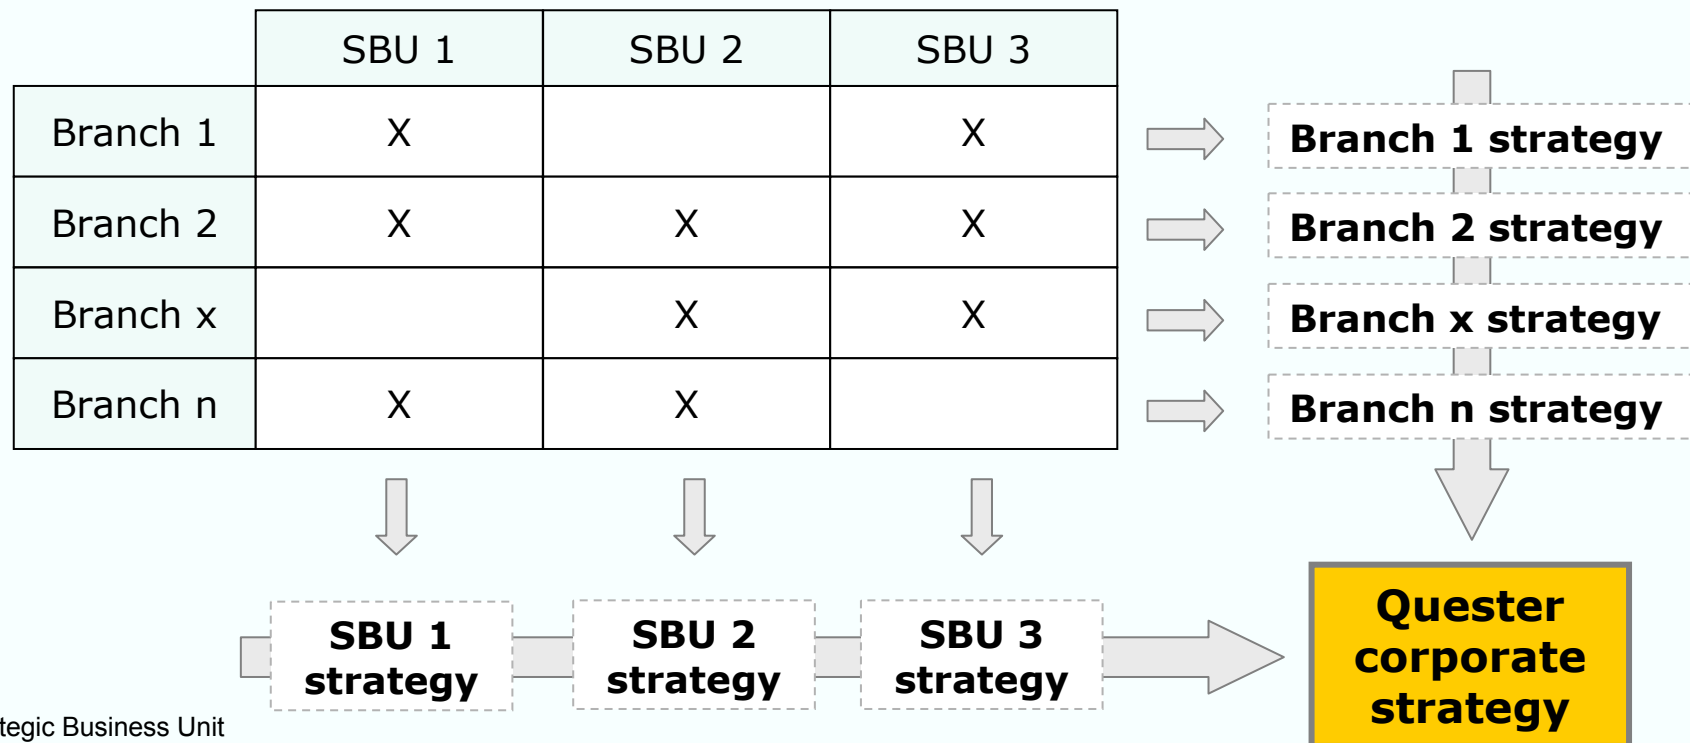 SBU 1 SBU 2 SBU 3
Branch 1 X X Branch 1 strategy
Branch 2 X X X Branch 2 strategy
Branch x X X Branch x strategy
Branch n X X Branch n strategy
SBU 1
strategy
SBU 2
strategy
SBU 3
strategy
Quester
corporate
strategy
tegic Business Unit